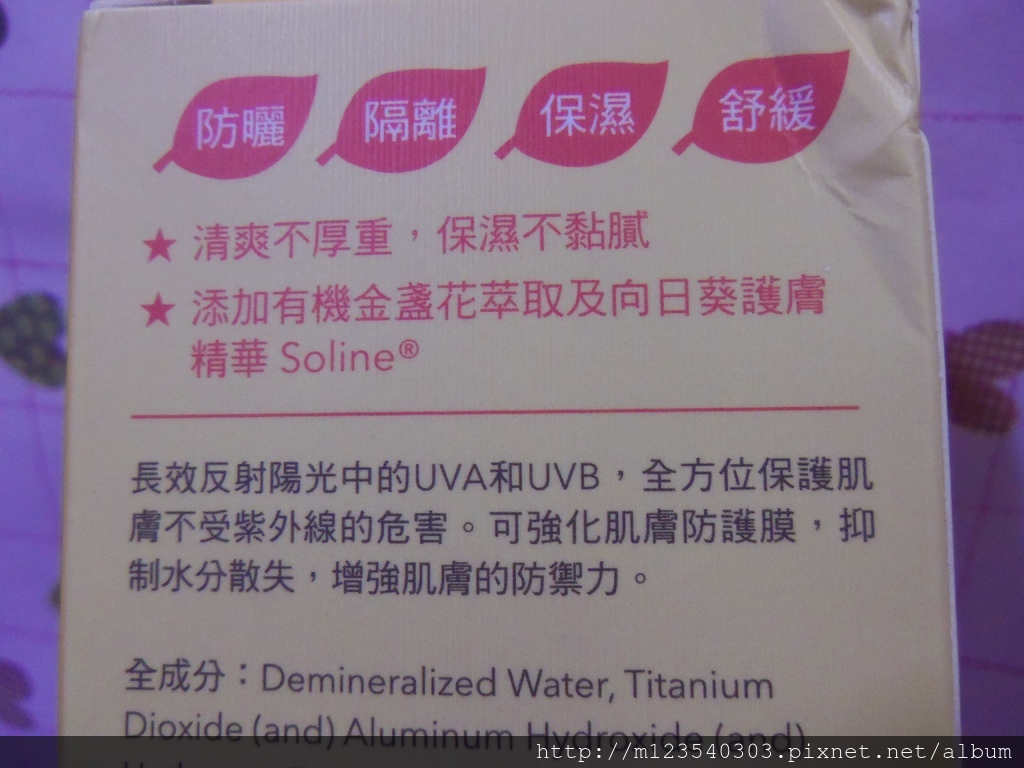 防曬 隔離 保濕 舒緩
★ 清爽不厚重，保濕不黏膩
★ 添加有機金盞花萃取及向日葵護膚
精華 Soline®
長效反射陽光中的UVA和UVB，全方位保護肌
膚不受紫外線的危害。可強化肌膚防護膜，抑
制水分散失，增強肌膚的防禦力。
全成分：Demineralized Water, Titanium
Dioxide (and) Aluminum Hydroxide (and)
http://m123540303.pixnet.net/album